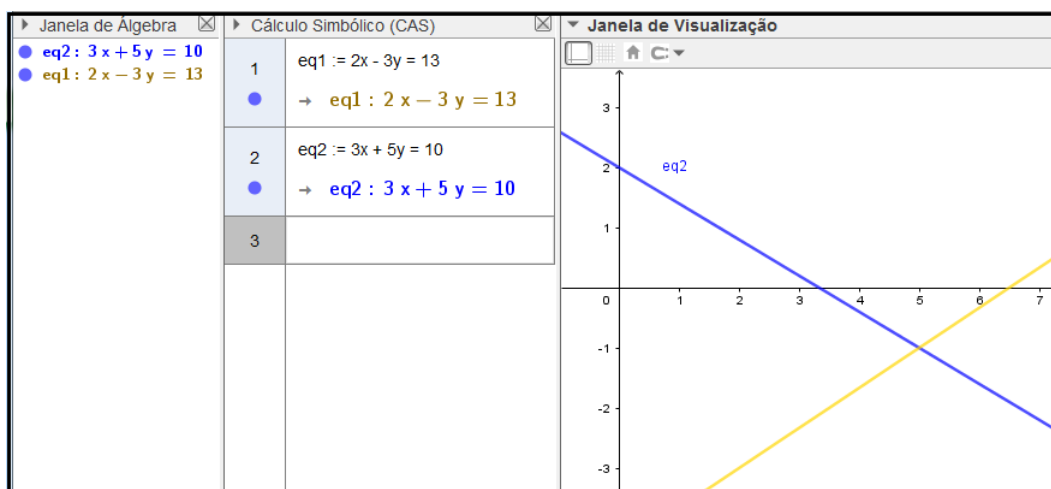 Janela de Álgebra
eq2: 3 x + 5 y = 10
eq1: 2 x − 3 y = 13
Cálculo Simbólico (CAS)
1
eq1 := 2x - 3y = 13
→ eq1 : 2 x − 3 y = 13
2
eq2 := 3x + 5y = 10
→ eq2 : 3 x + 5 y = 10
3
Janela de Visualização
3
2
eq2
1
0 1 2 3 4 5 6 7
-1
-2
-3